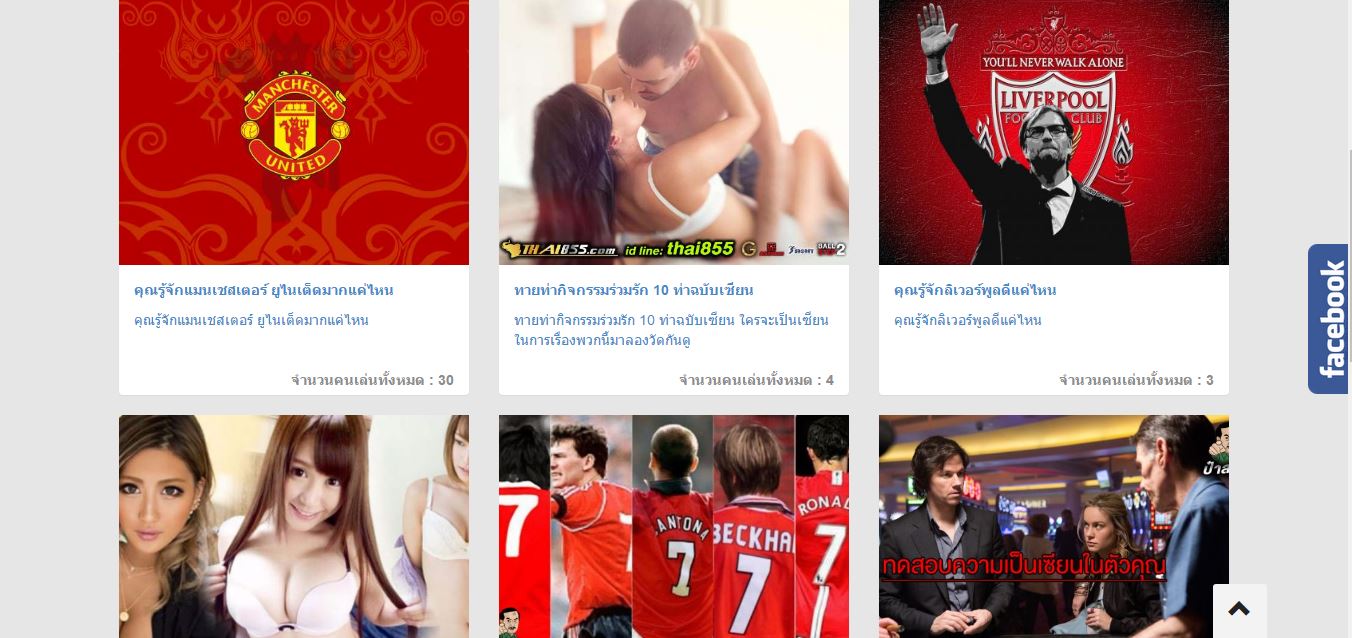 MANCHESTER
UNITED
THAI855.com id line: thai855
YOU'LL NEVER WALK ALONE
LIVERPOOL
FOOTBALL CLUB
คุณรู้จักแมนเชสเตอร์ ยูไนเต็ดมากแค่ไหน
คุณรู้จักแมนเชสเตอร์ ยูไนเต็ดมากแค่ไหน
จำนวนคนเล่นทั้งหมด : 30
ทายท่ากิจกรรมร่วมรัก 10 ท่าฉบับเซียน
ทายท่ากิจกรรมร่วมรัก 10 ท่าฉบับเซียน ใครจะเป็นเซียน
ในการเรื่องพวกนี้มาลองวัดกันดู
จำนวนคนเล่นทั้งหมด : 4
คุณรู้จักลิเวอร์พูลดีแค่ไหน
คุณรู้จักลิเวอร์พูลดีแค่ไหน
จำนวนคนเล่นทั้งหมด : 3
facebook
7
CANTONA
7
BECKHA
7
RONAL
7
ทดสอบความเป็นเซียนในตัวคุณ